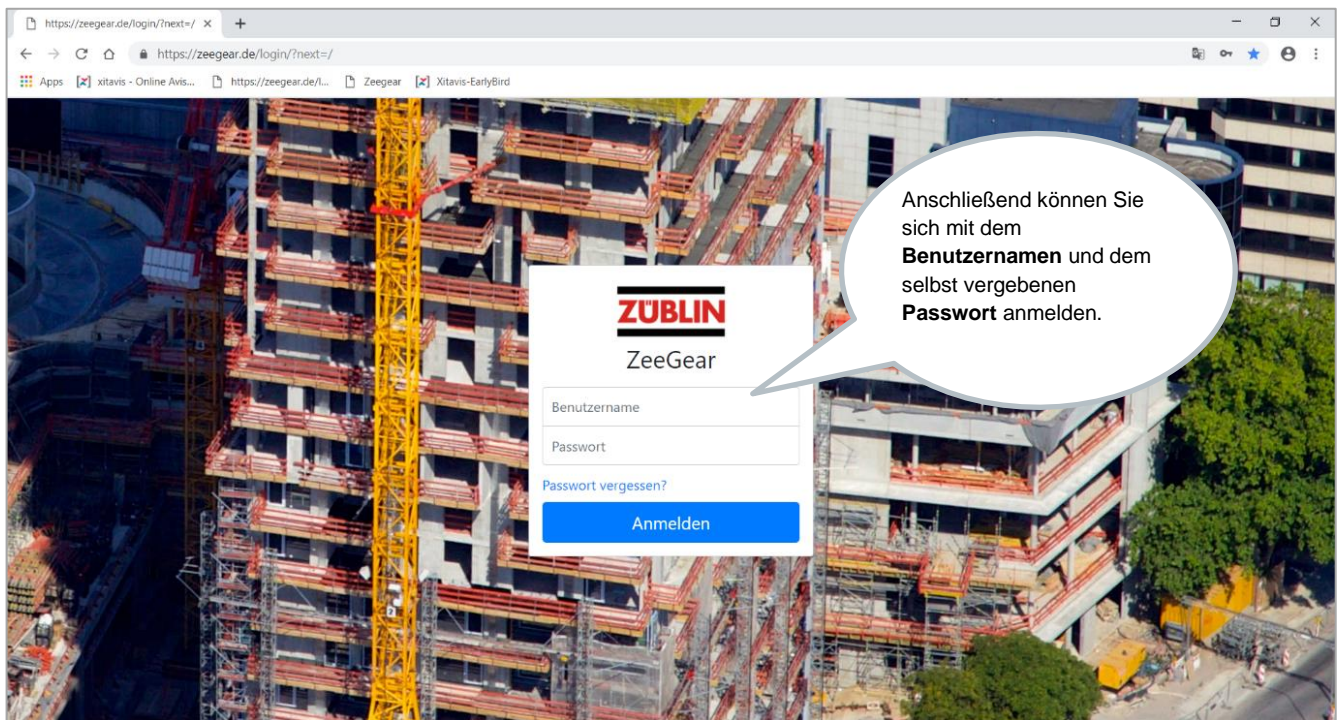 https://zeegear.de/login/?next=/
https://zeegear.de/login/?next=/
Apps xitavis - Online Avis... https://zeegear.de/l... Zeegear Xitavis-EarlyBird
Anschließend können Sie
sich mit dem
Benutzernamen und dem
selbst vergebenen
Passwort anmelden.
ZÜBLIN
ZeeGear
Benutzername
Passwort
Passwort vergessen?
Anmelden